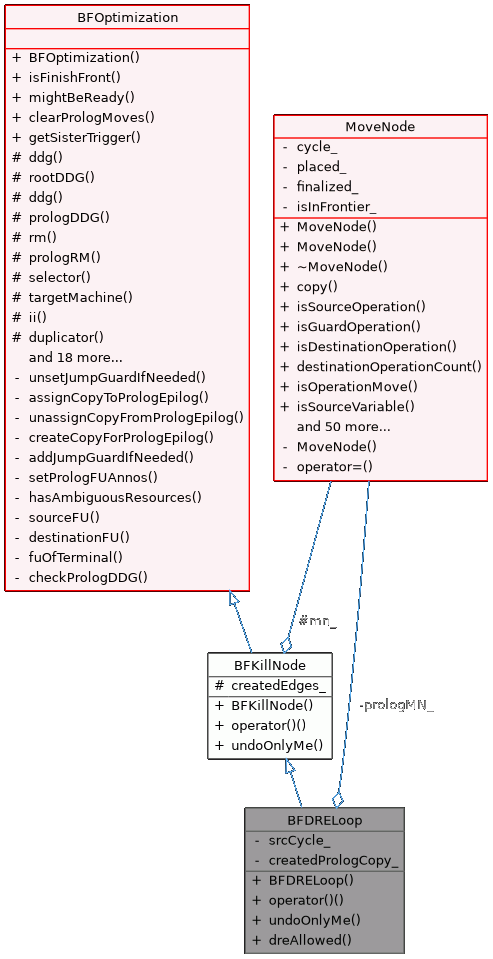 BFOptimization
+ BFOptimization()
+ isFinishFront()
+ mightBeReady()
+ clearPrologMoves()
+ getSisterTrigger()
# ddg()
# rootDDG()
# ddg()
# prologDDG()
# rm()
# prologRM()
# selector()
# targetMachine()
# ii()
# duplicator()
and 18 more...
- unsetJumpGuardIfNeeded()
- assignCopyToPrologEpilog()
- unassignCopyFromPrologEpilog()
- createCopyForPrologEpilog()
- addJumpGuardIfNeeded()
- setPrologFUAnnos()
- hasAmbiguousResources()
- sourceFU()
- destinationFU()
- fuOfTerminal()
- checkPrologDDG()
MoveNode
- cycle_
- placed_
- finalized_
- isInFrontier_
+ MoveNode()
+ MoveNode()
+ ~MoveNode()
+ copy()
+ isSourceOperation()
+ isGuardOperation()
+ isDestinationOperation()
+ destinationOperationCount()
+ isOperationMove()
+ isSourceVariable()
and 50 more...
- MoveNode()
- operator=()
#mn_
BFKillNode
# createdEdges_
+ BFKillNode()
+ operator()()
+ undoOnlyMe()
-prologMN_
BFDRELoop
- srcCycle_
- createdPrologCopy_
+ BFDRELoop()
+ operator()()
+ undoOnlyMe()
+ dreAllowed()